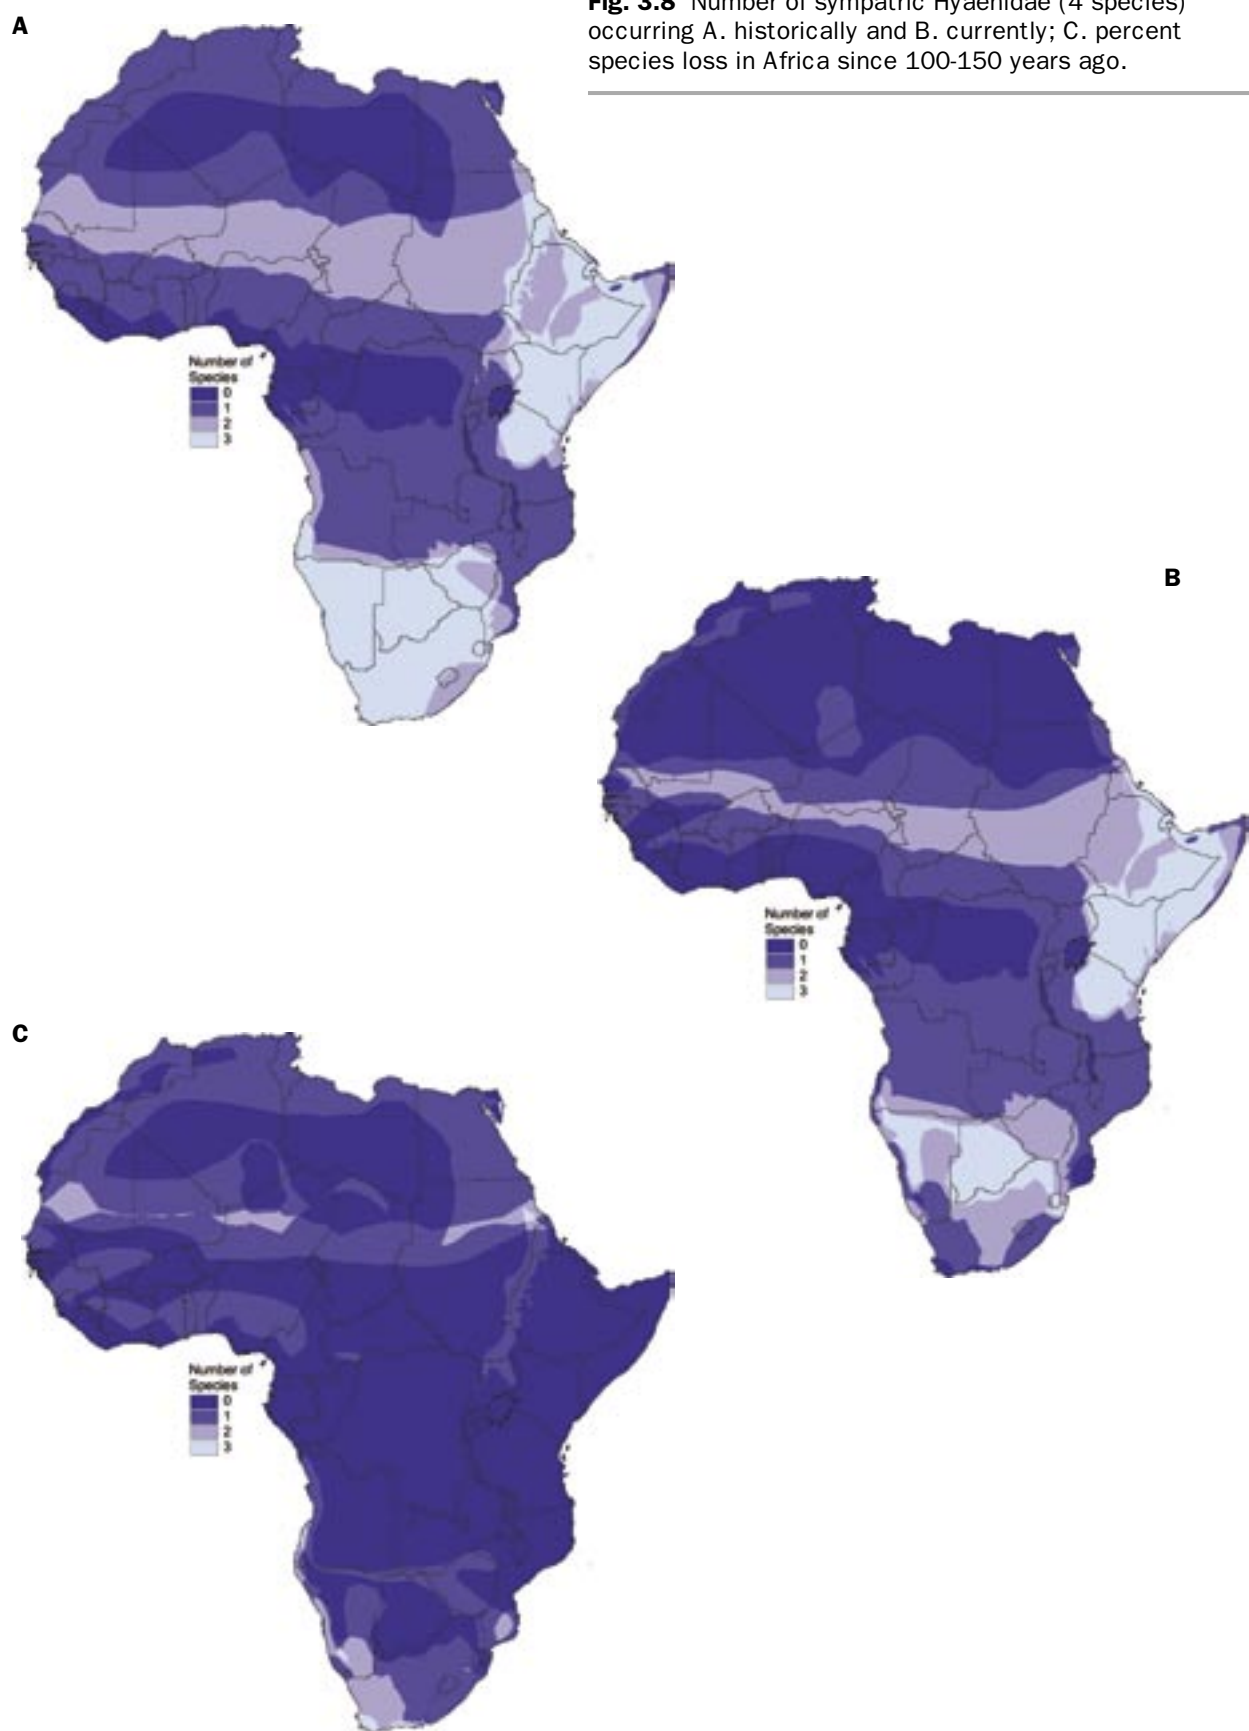 A
Fig. 3.8 Number of sympatric Hyaenidae (4 species)
occurring A. historically and B. currently; C. percent
species loss in Africa since 100-150 years ago.
Number of
Species
0
1
2
3
B
Number of
Species
0
1
2
3
C
Number of
Species
0
1
2
3